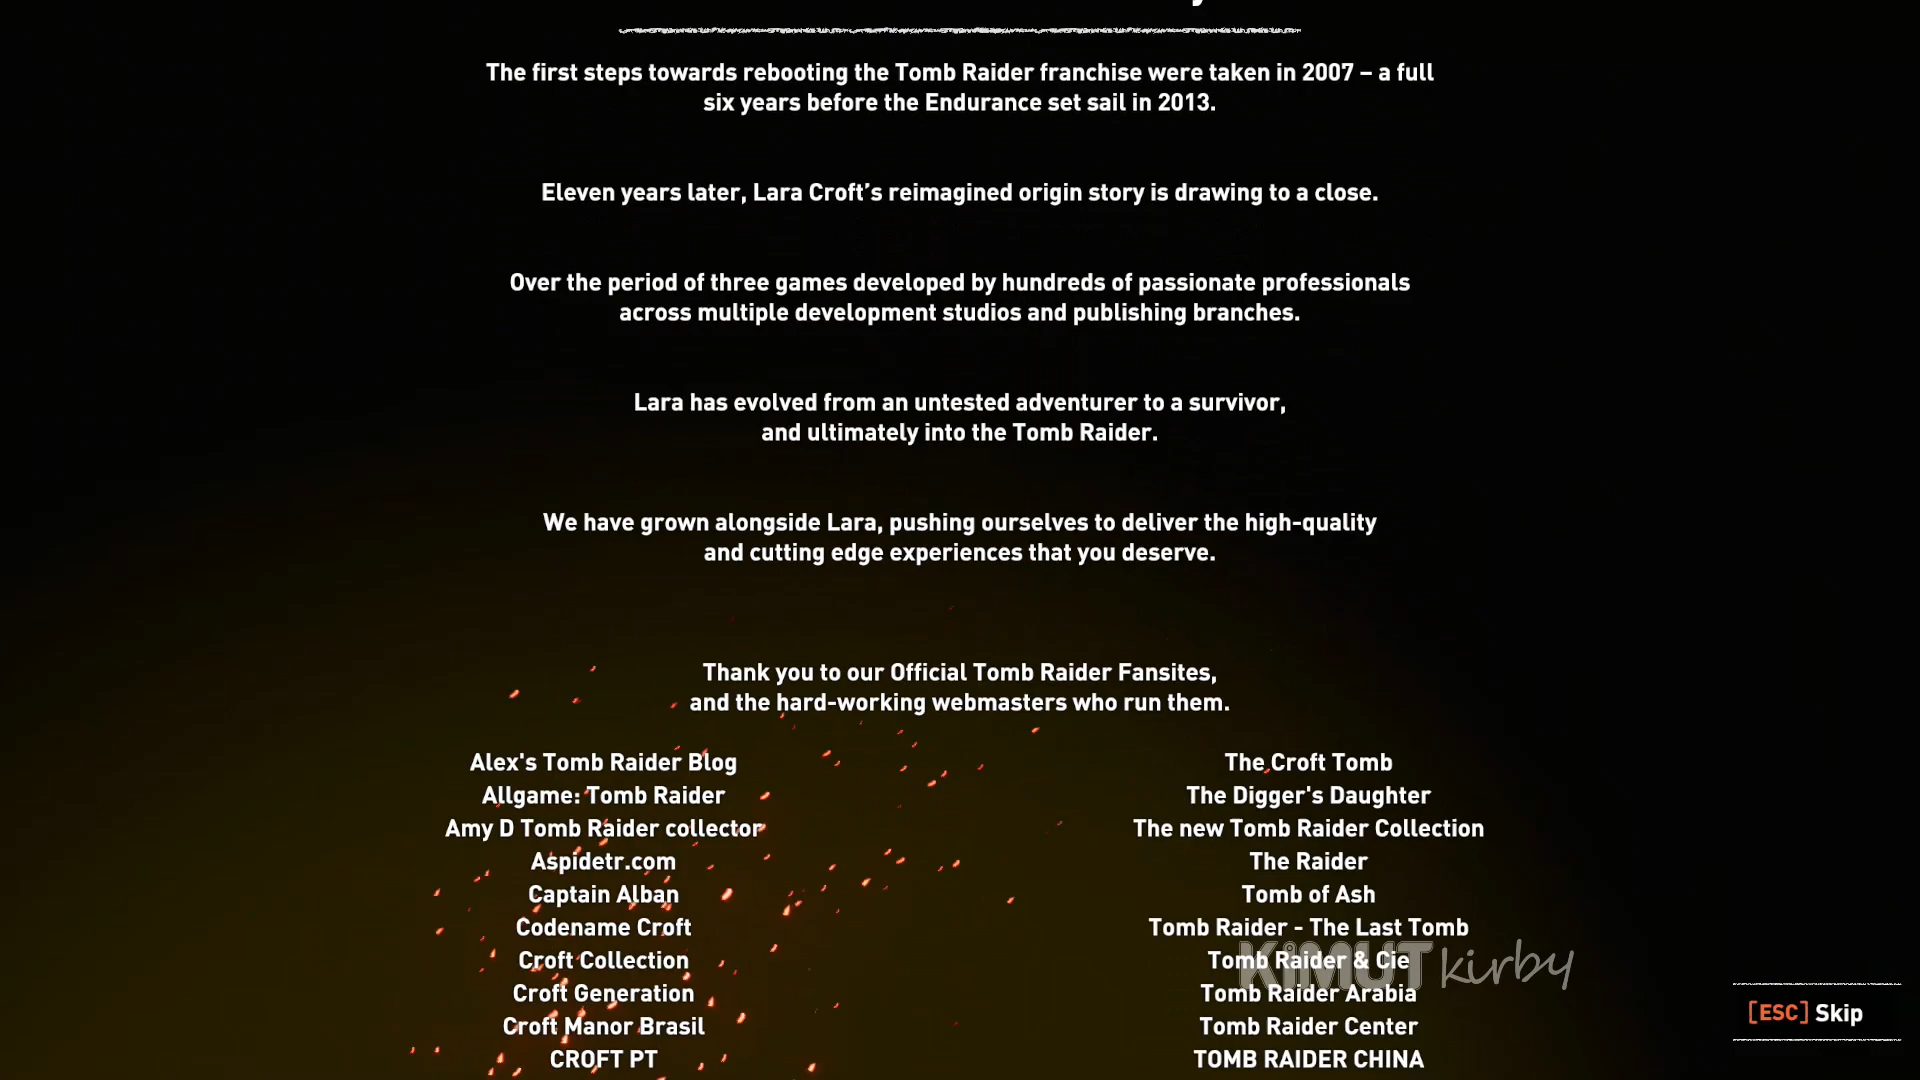 The first steps towards rebooting the Tomb Raider franchise were taken in 2007 – a full
six years before the Endurance set sail in 2013.
Eleven years later, Lara Croft’s reimagined origin story is drawing to a close.
Over the period of three games developed by hundreds of passionate professionals
across multiple development studios and publishing branches.
Lara has evolved from an untested adventurer to a survivor,
and ultimately into the Tomb Raider.
We have grown alongside Lara, pushing ourselves to deliver the high-quality
and cutting edge experiences that you deserve.
Thank you to our Official Tomb Raider Fansites,
and the hard-working webmasters who run them.
Alex's Tomb Raider Blog
Allgame: Tomb Raider
Amy D Tomb Raider collector
Aspidetr.com
Captain Alban
Codename Croft
Croft Collection
Croft Generation
Croft Manor Brasil
CROFT PT
The Croft Tomb
The Digger's Daughter
The new Tomb Raider Collection
The Raider
Tomb of Ash
Tomb Raider - The Last Tomb
Tomb Raider & Cie
Tomb Raider Arabia
Tomb Raider Center
TOMB RAIDER CHINA
KIMUT kirby
[ESC] Skip